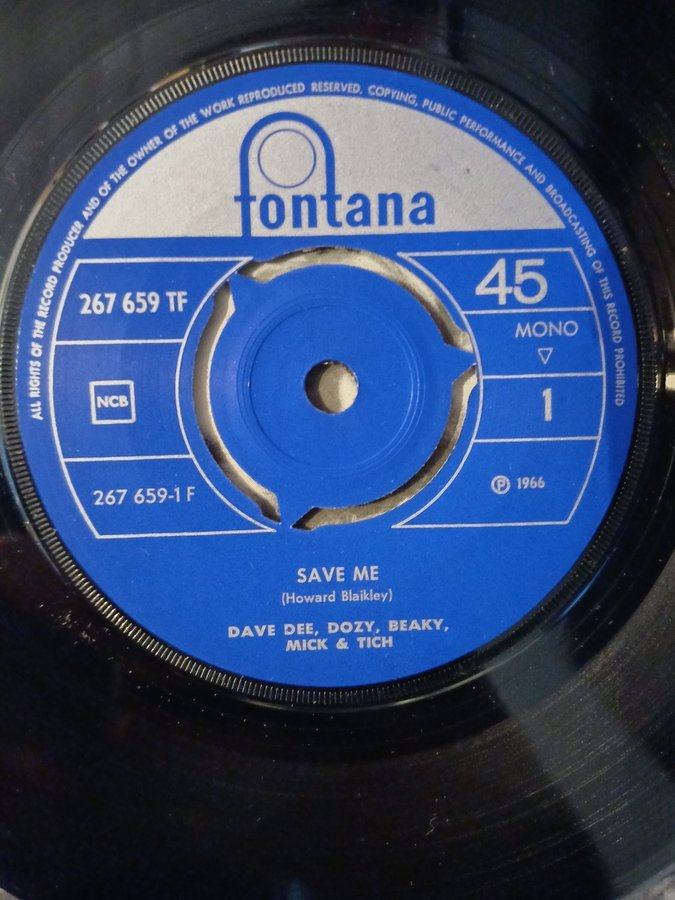 ALL RIGHTS OF THE RECORD PRODUCER AND OF THE OWNER OF THE WORK REPRODUCED RESERVED, COPYING, PUBLIC PERFORMANCE AND BROADCASTING OF THIS RECORD PROHIBITED
fontana
267 659 TF
45
MONO
NCB
1
267 659-1 F
Ⓟ 1966
SAVE ME
(Howard Blaikley)
DAVE DEE, DOZY, BEAKY,
MICK & TICH